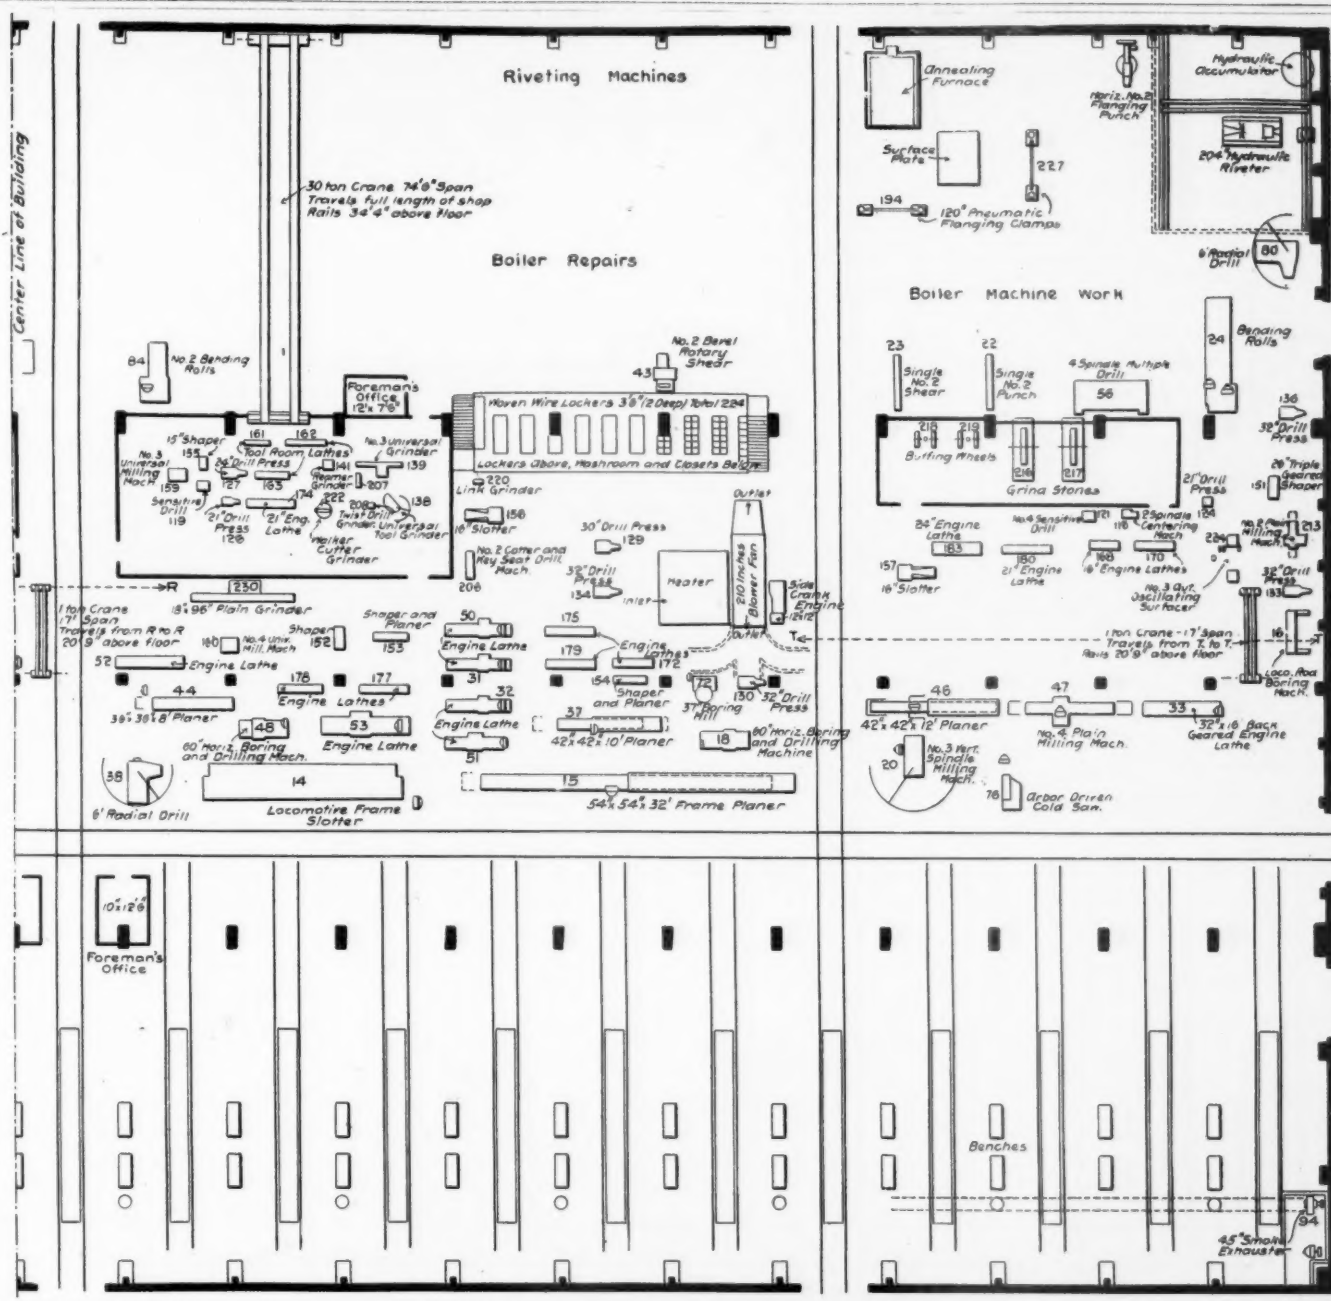 Riveting Machines
Center Line of Building
30 ton Crane 74'6" Span
Travels full length of shop
Rails 34'4" above floor
Boiler Repairs
84
No. 2 Bending
Rolls
Foreman's
Office
12' x 7'6"
No. 2 Bevel
Rotary
Shear
43
Woven Wire Lockers 3'6" (2 Deep) Total 224
Lockers Above, Washroom and Closets Below
15" Shaper
155
161
162
Tool Room Lathes
No. 3 Universal
Grinder
139
No. 3
Universal
Milling
Mach.
159
24" Drill Press
127
163
141
Reamer
Grinder
207
Sensitive
Drill
119
21" Drill
Press
126
174
21" Eng.
Lathe
222
Walker
Cutter
Grinder
208
Twist Drill
Grinder
138
Universal
Tool Grinder
220
Link Grinder
156
16" Slotter
No. 2 Cotter and
Key Seat Drill
Mach.
206
30" Drill Press
129
32" Drill
Press
134
Heater
Inlet
Outlet
210 Inches
Blower Fan
Outlet
Side
Crank
Engine
12x12
R
1 ton Crane
17' Span
Travels from R to R
20'9" above floor
230
18"x 96" Plain Grinder
160
No. 4 Univ.
Mill. Mach
Shaper
152
Shaper and
Planer
153
50
Engine Lathe
31
175
179
Engine
Lathes
172
52
Engine Lathe
44
36"x 36"x 8' Planer
178
177
Engine Lathes
32
Engine Lathe
51
154
Shaper
and Planer
72
37" Boring
Mill
130
32" Drill
Press
48
60" Horiz. Boring
and Drilling Mach.
53
Engine Lathe
37
42"x 42"x 10' Planer
18
60" Horiz. Boring
and Drilling
Machine
38
6' Radial Drill
14
Locomotive Frame
Slotter
15
54"x 54"x 32' Frame Planer
Annealing
Furnace
Horiz. No. 2
Flanging
Punch
Hydraulic
Accumulator
Surface
Plate
227
204" Hydraulic
Riveter
194
120" Pneumatic
Flanging Clamps
6' Radial
Drill
80
Boiler Machine Work
23
Single
No. 2
Shear
22
Single
No. 2
Punch
4 Spindle Multiple
Drill
56
24
Bending
Rolls
136
32" Drill
Press
218
219
Buffing Wheels
216
217
Grind Stones
21" Drill
Press
124
26" Triple
Geared
Shaper
151
24" Engine
Lathe
183
No. 4 Sensitive
Drill
121
118
2 Spindle
Centering
Mach
180
21" Engine
Lathe
168
170
16" Engine Lathes
224
No. 2 Plain
Milling
Mach.
213
157
16" Slotter
No. 3 Aut.
Oscillating
Surfacer
32" Drill
Press
133
T
1 ton Crane - 17' Span
Travels from T. to T.
Rails 20'9" above floor
T
16
Loco. Rod
Boring
Mach.
46
42"x 42"x 12' Planer
47
No. 4 Plain
Milling Mach.
33
32"x 16' Back
Geared Engine
Lathe
20
No. 3 Vert.
Spindle
Milling
Mach.
76
Arbor Driven
Cold Saw.
10'x 12'6"
Foreman's
Office
Benches
94
45" Smoke
Exhauster